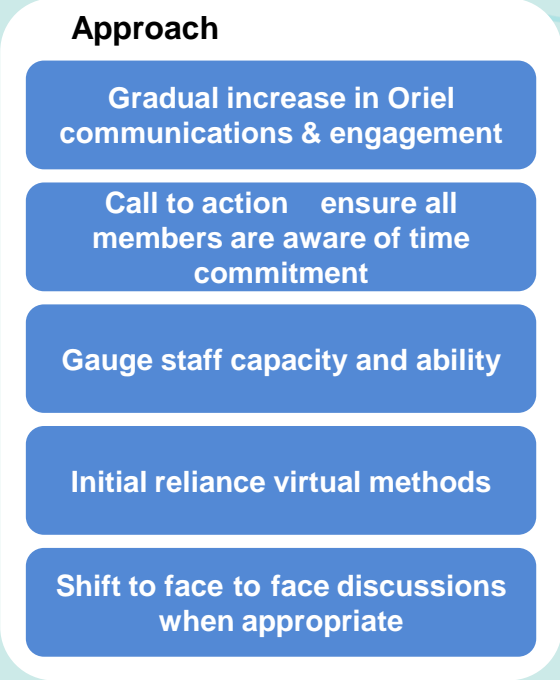 Approach
Gradual increase in Oriel
communications & engagement
Call to action ensure all
members are aware of time
commitment
Gauge staff capacity and ability
Initial reliance virtual methods
Shift to face to face discussions
when appropriate